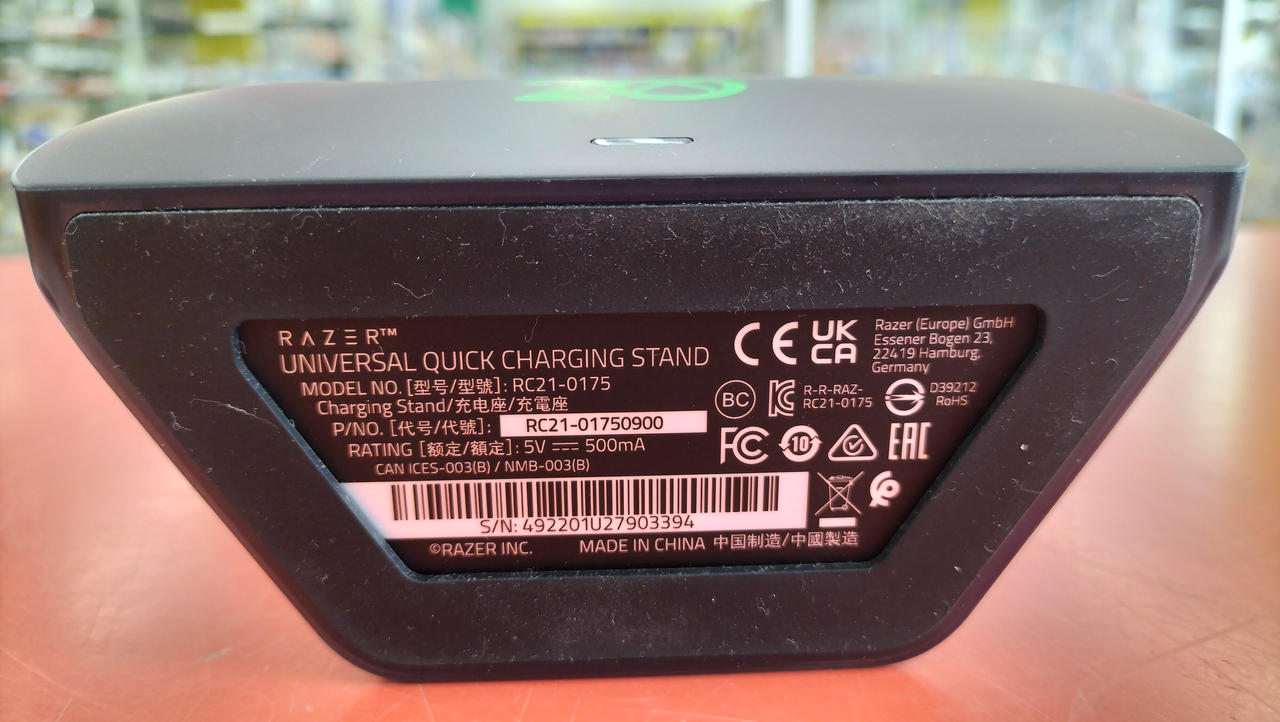 RAZER™
UNIVERSAL QUICK CHARGING STAND
MODEL NO. [型号/型號]: RC21-0175
Charging Stand/充电座/充電座
P/NO. [代号/代號]: RC21-01750900
RATING [额定/額定]: 5V ⎓ 500mA
CAN ICES-003(B) / NMB-003(B)
S/N: 492201U27903394
©RAZER INC. MADE IN CHINA 中国制造/中國製造
CE UK CA
Razer (Europe) GmbH
Essener Bogen 23,
22419 Hamburg,
Germany
BC
R-R-RAZ-
RC21-0175
D39212
RoHS
FC 10 EAC